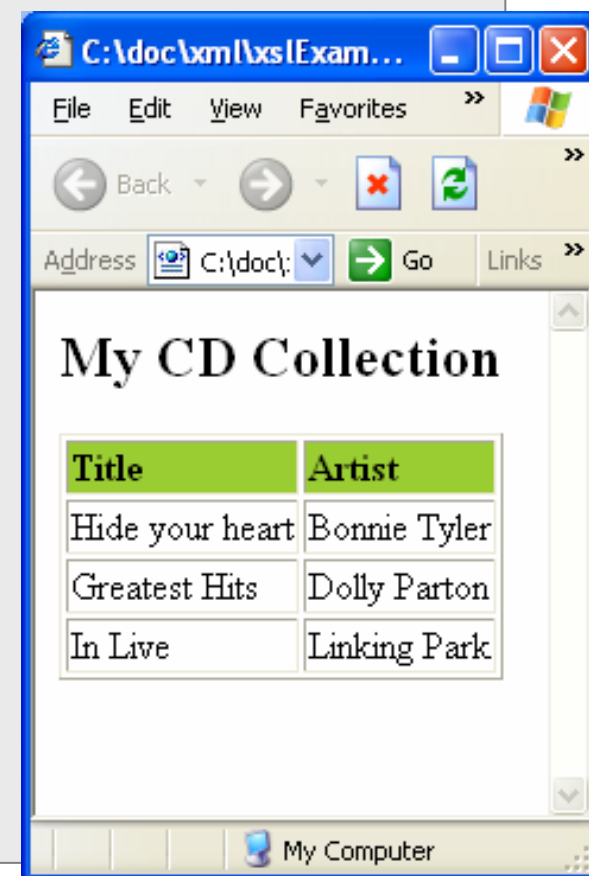 C:\doc\xml\xslExam...
File Edit View Favorites »
Back »
Address C:\doc\: Go Links »
My CD Collection
Title Artist
Hide your heart Bonnie Tyler
Greatest Hits Dolly Parton
In Live Linking Park
My Computer